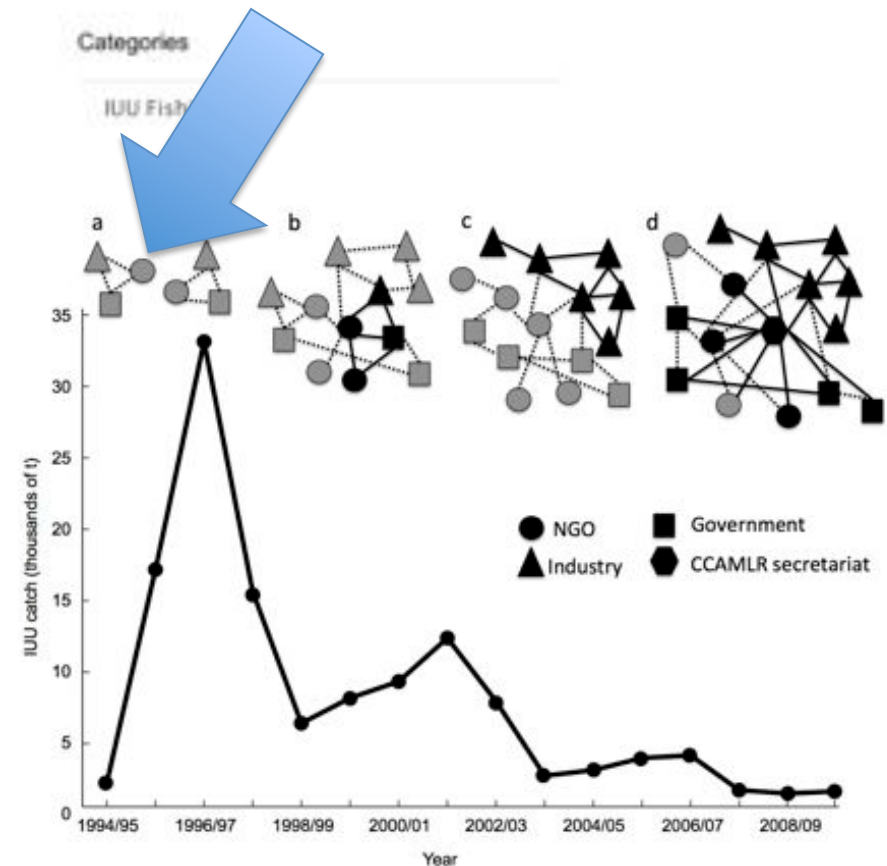 Categories
IUU
a
b
c
d
35
30
25
20
15
10
5
0
IUU catch (thousands of t)
NGO
Government
Industry
CCAMLR secretariat
1994/95 1996/97 1998/99 2000/01 2002/03 2004/05 2006/07 2008/09
Year